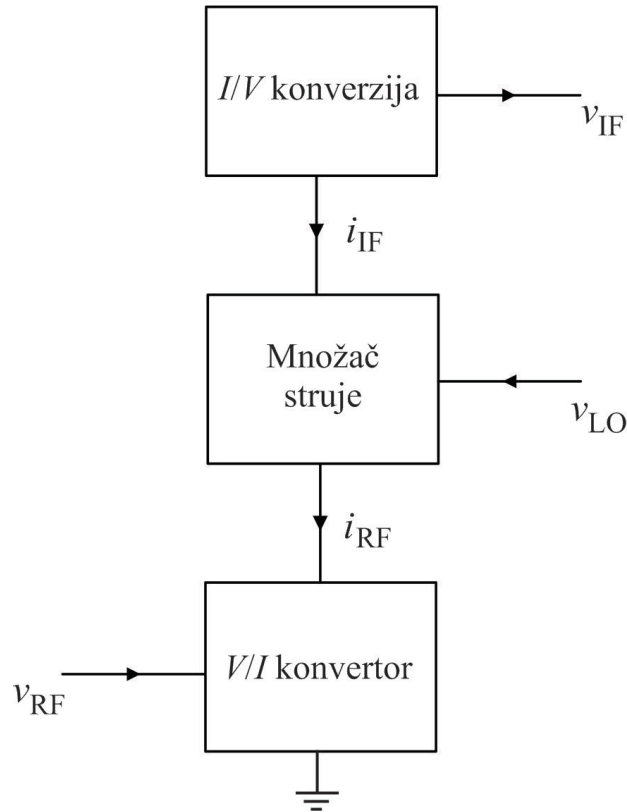 I/V konverzija
v_IF
i_IF
Množač
struje
v_LO
i_RF
V/I konvertor
v_RF